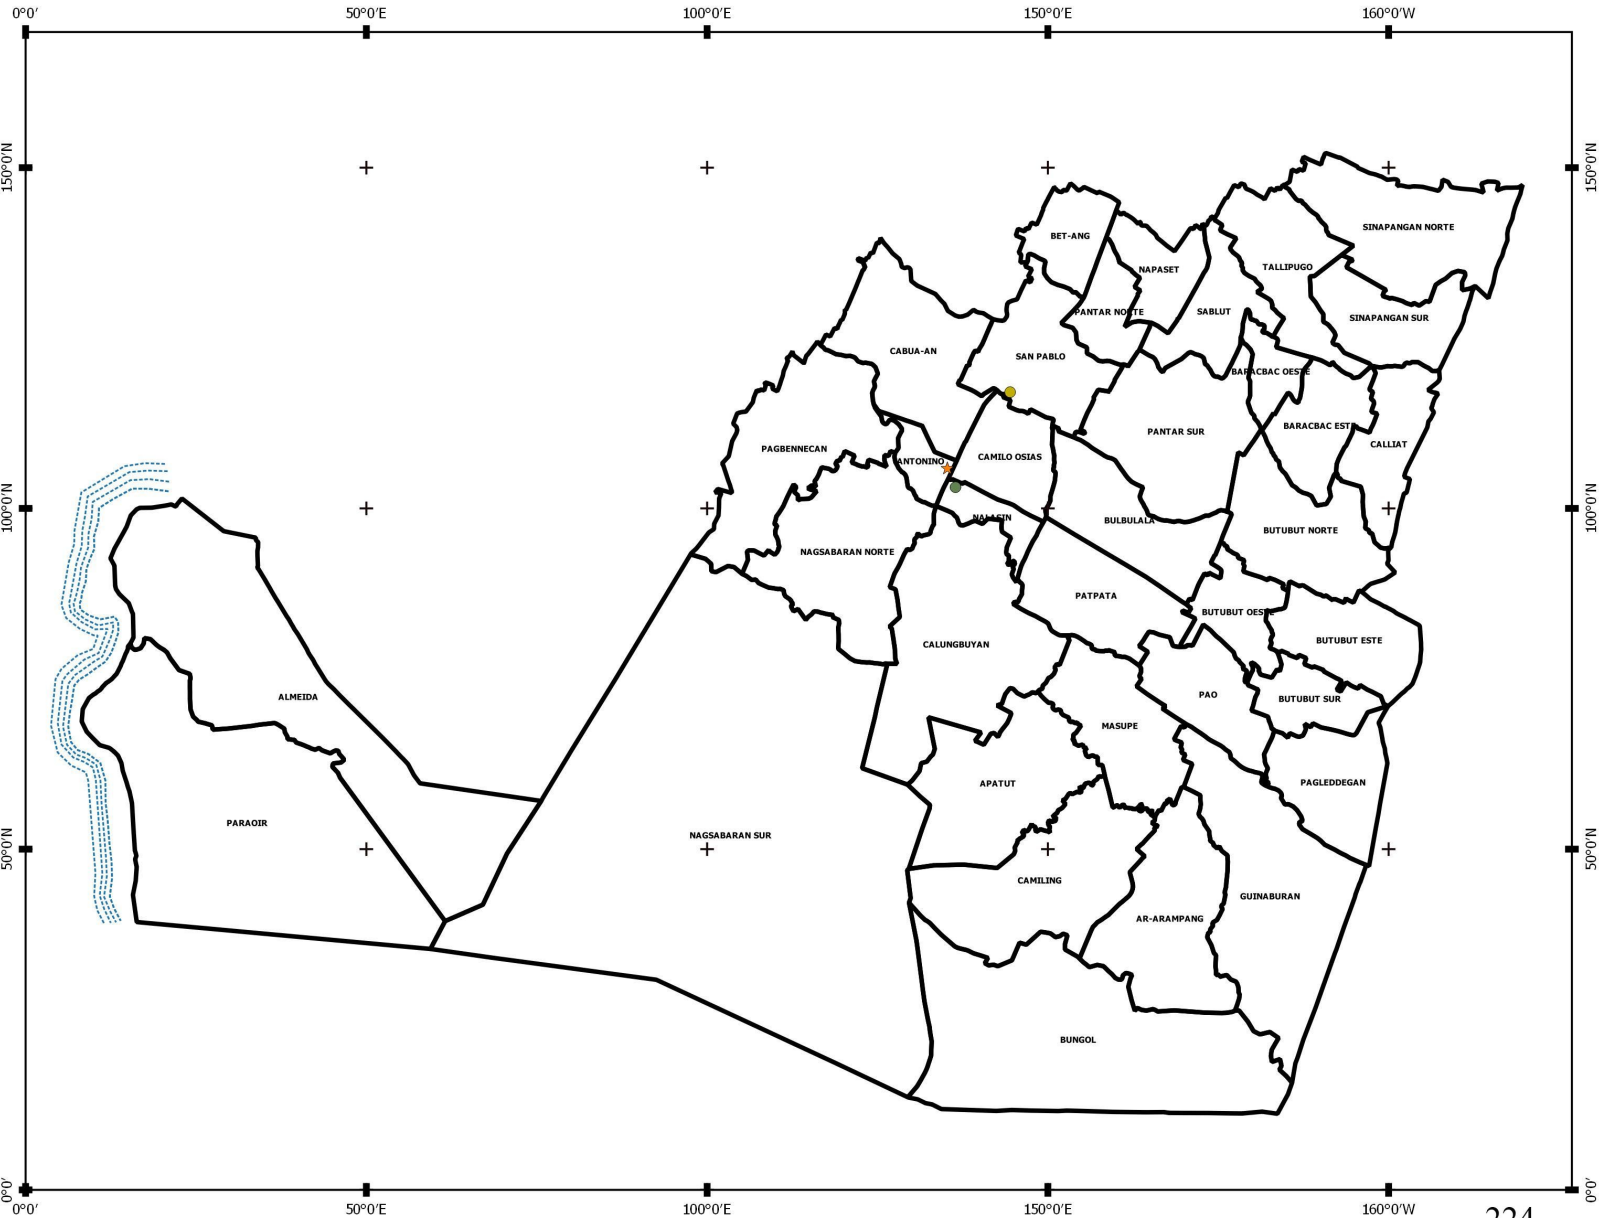 0°0′ 50°0′E 100°0′E 150°0′E 160°0′W
150°0′N 150°0′N
SINAPANGAN NORTE
BET-ANG
TALLIPUGO
NAPASET
PANTAR NORTE
SABLUT
SINAPANGAN SUR
CABUA-AN
SAN PABLO
BARACBAC OESTE
BARACBAC EST
PANTAR SUR
CALLIAT
PAGBENNECAN
CAMILO OSIAS
ANTONINO
100°0′N 100°0′N
NALASIN
BULBULALA
BUTUBUT NORTE
NAGSABARAN NORTE
PATPATA
BUTUBUT OESTE
BUTUBUT ESTE
CALUNGBUYAN
PAO
ALMEIDA
BUTUBUT SUR
MASUPE
APATUT
PAGLEDDEGAN
PARAOIR
NAGSABARAN SUR
50°0′N 50°0′N
CAMILING
GUINABURAN
AR-ARAMPANG
BUNGOL
0°0′ 0°0′
0°0′ 50°0′E 100°0′E 150°0′E 160°0′W